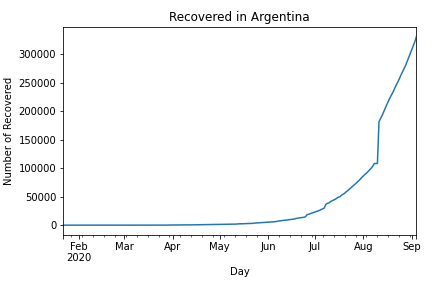 Recovered in Argentina
Number of Recovered
300000
250000
200000
150000
100000
50000
0
Feb Mar Apr May Jun Jul Aug Sep
2020
Day